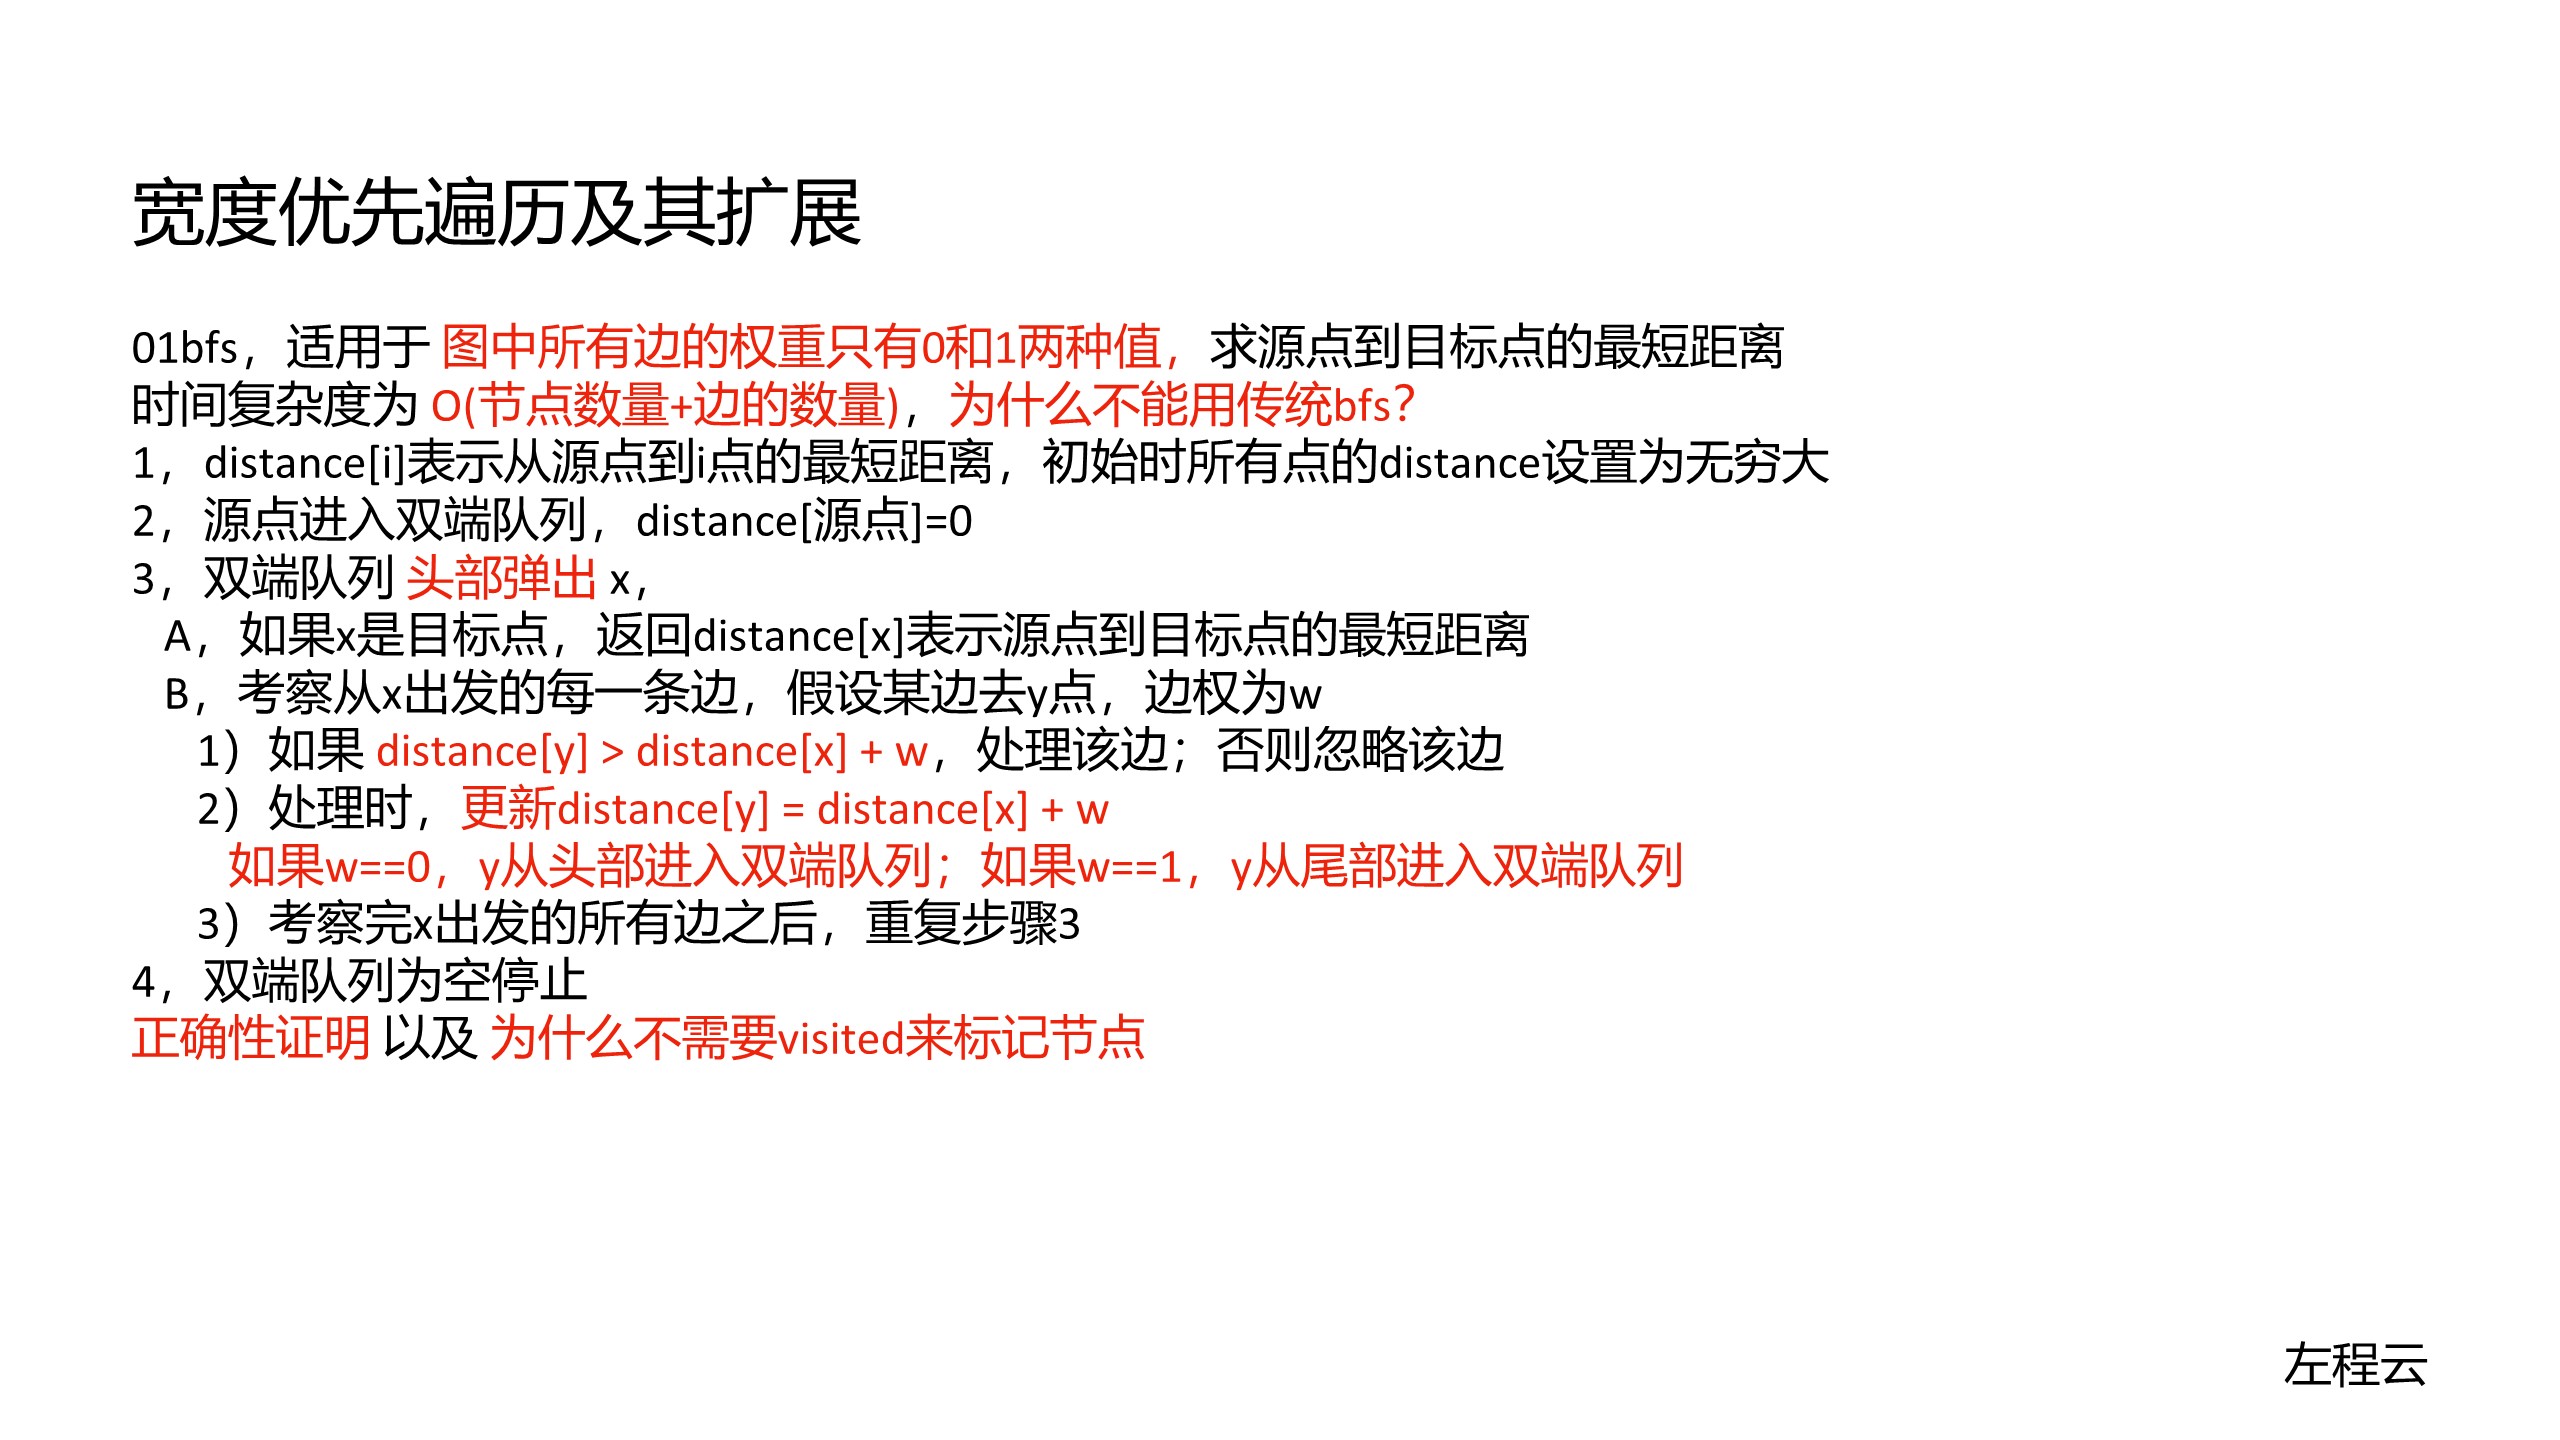 宽度优先遍历及其扩展
01bfs，适用于 图中所有边的权重只有0和1两种值，求源点到目标点的最短距离
时间复杂度为 O(节点数量+边的数量)，为什么不能用传统bfs？
1，distance[i]表示从源点到i点的最短距离，初始时所有点的distance设置为无穷大
2，源点进入双端队列，distance[源点]=0
3，双端队列 头部弹出 x，
A，如果x是目标点，返回distance[x]表示源点到目标点的最短距离
B，考察从x出发的每一条边，假设某边去y点，边权为w
1）如果 distance[y] > distance[x] + w，处理该边；否则忽略该边
2）处理时，更新distance[y] = distance[x] + w
如果w==0，y从头部进入双端队列；如果w==1，y从尾部进入双端队列
3）考察完x出发的所有边之后，重复步骤3
4，双端队列为空停止
正确性证明 以及 为什么不需要visited来标记节点
左程云